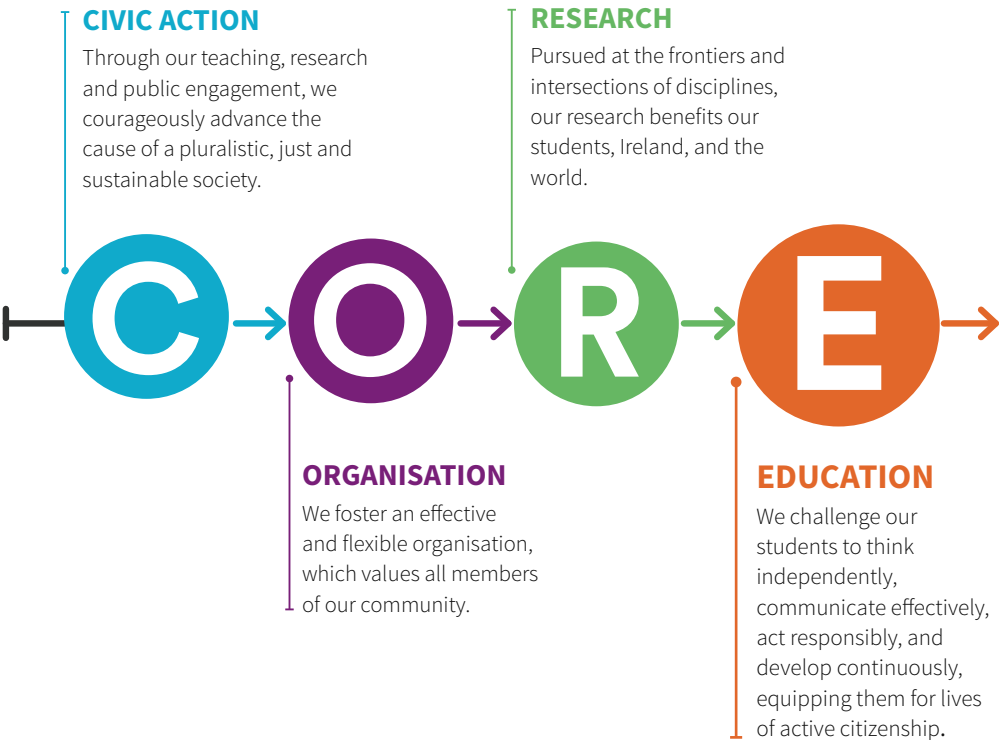 CIVIC ACTION
Through our teaching, research
and public engagement, we
courageously advance the
cause of a pluralistic, just and
sustainable society.
RESEARCH
Pursued at the frontiers and
intersections of disciplines,
our research benefits our
students, Ireland, and the
world.
C O R E
ORGANISATION
We foster an effective
and flexible organisation,
which values all members
of our community.
EDUCATION
We challenge our
students to think
independently,
communicate effectively,
act responsibly, and
develop continuously,
equipping them for lives
of active citizenship.